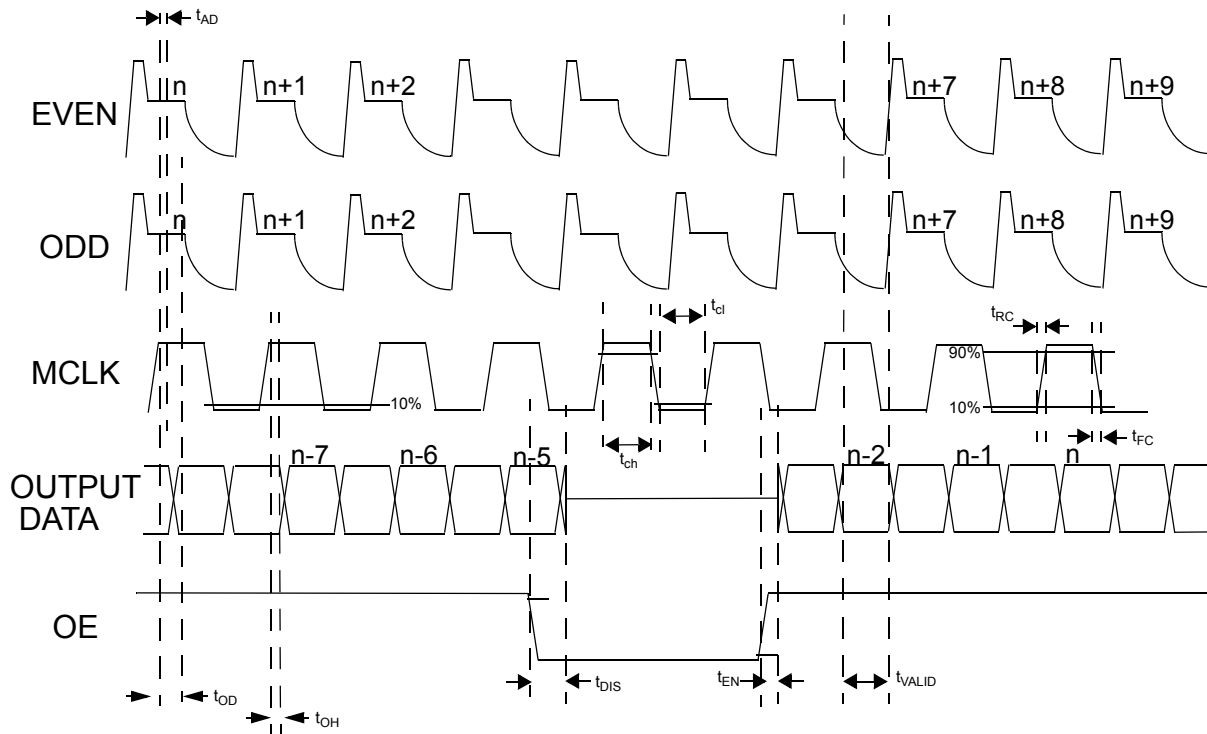 tAD
n n+1 n+2 n+7 n+8 n+9
EVEN
n n+1 n+2 n+7 n+8 n+9
ODD
tcl
tRC
MCLK
90%
10%
10%
tch
tFC
n-7 n-6 n-5 n-2 n-1 n
OUTPUT
DATA
OE
tOD
tOH
tDIS
tEN
tVALID